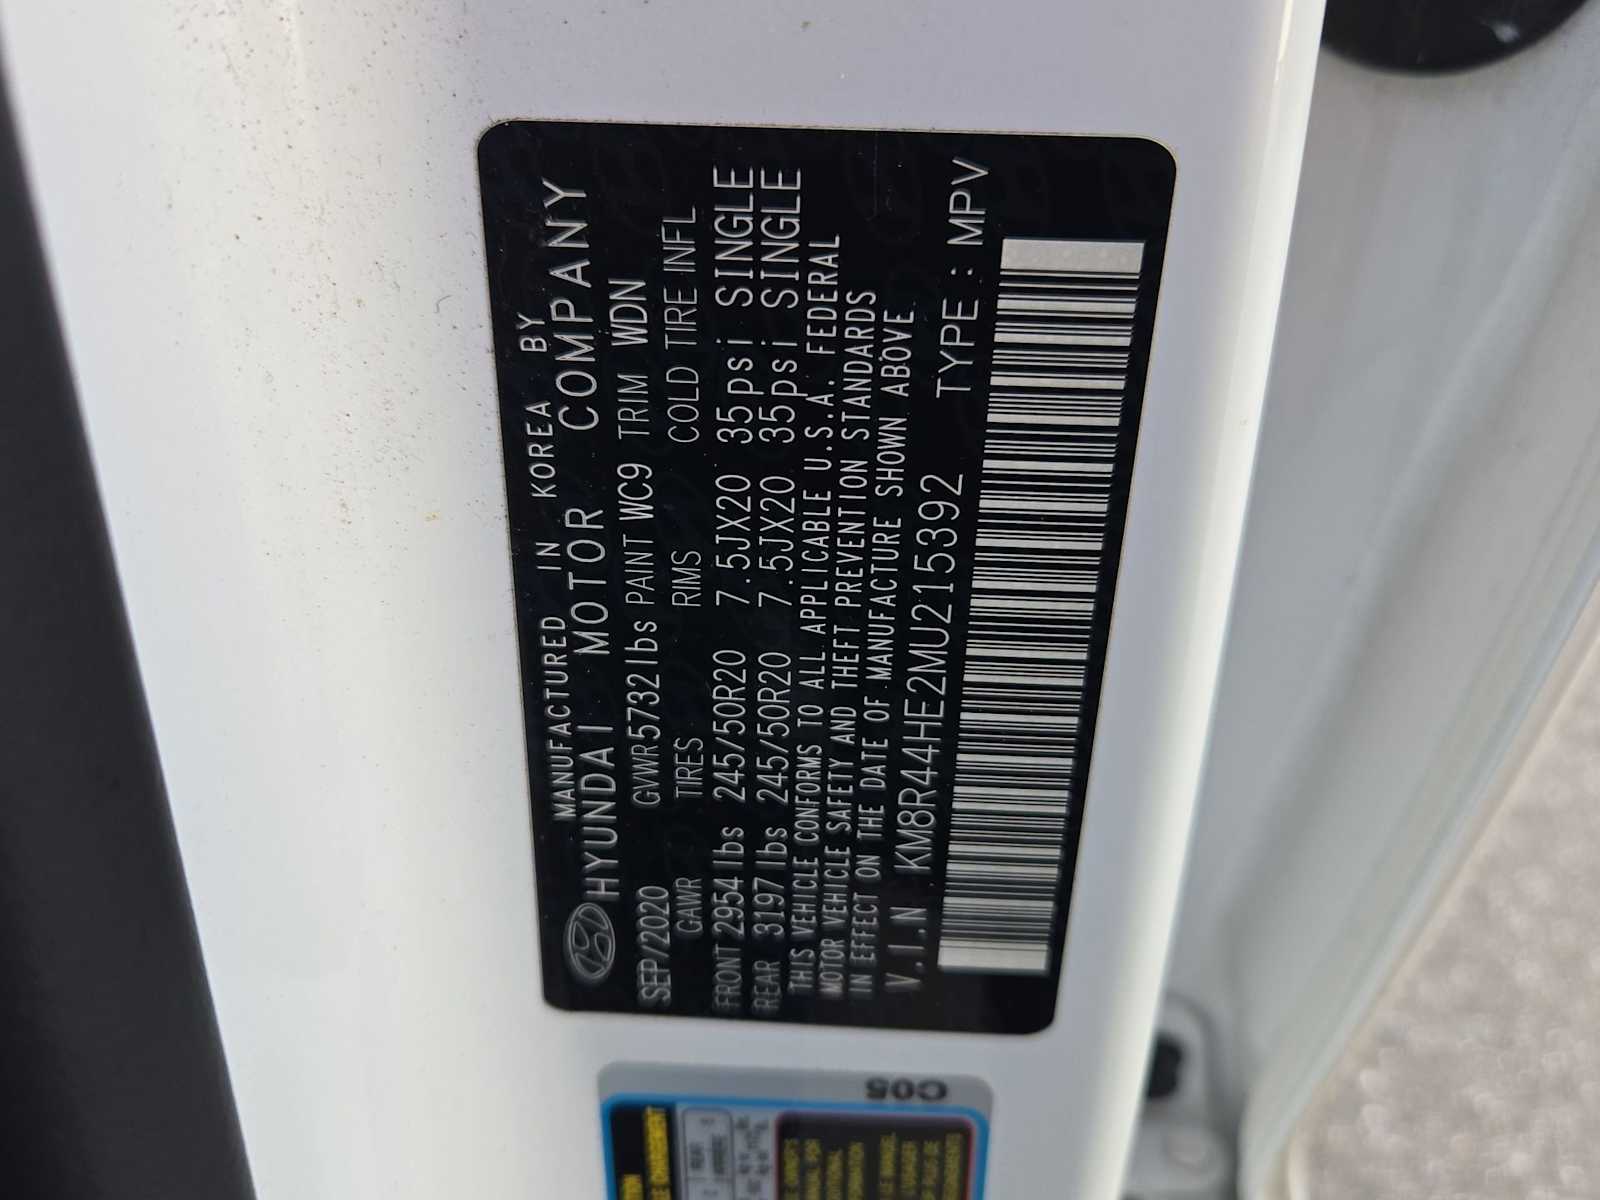 MANUFACTURED IN KOREA BY
HYUNDAI MOTOR COMPANY
SEP/2020 GVWR 5732lbs PAINT WC9 TRIM WDN
GAWR TIRES RIMS COLD TIRE INFL
FRONT 2954lbs 245/50R20 7.5JX20 35psi SINGLE
REAR 3197lbs 245/50R20 7.5JX20 35psi SINGLE
THIS VEHICLE CONFORMS TO ALL APPLICABLE U.S.A. FEDERAL
MOTOR VEHICLE SAFETY AND THEFT PREVENTION STANDARDS
IN EFFECT ON THE DATE OF MANUFACTURE SHOWN ABOVE.
V.I.N KM8R44HE2MU215392 TYPE : MPV
C05